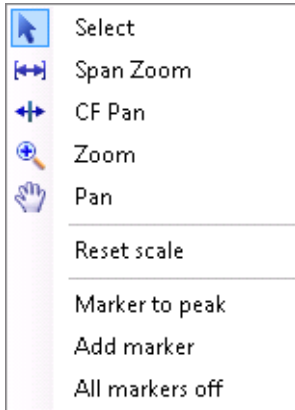 Select
Span Zoom
CF Pan
Zoom
Pan
Reset scale
Marker to peak
Add marker
All markers off